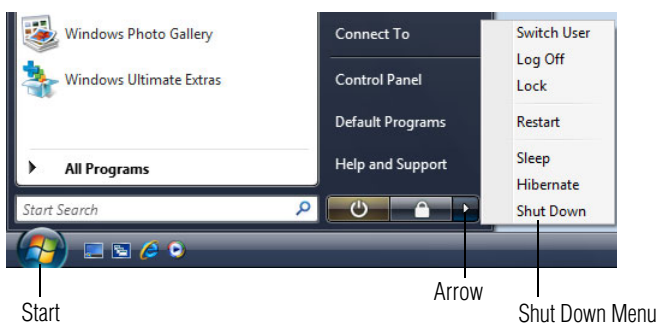 Windows Photo Gallery
Windows Ultimate Extras
All Programs
Start Search
Connect To
Control Panel
Default Programs
Help and Support
Switch User
Log Off
Lock
Restart
Sleep
Hibernate
Shut Down
Start
Arrow
Shut Down Menu